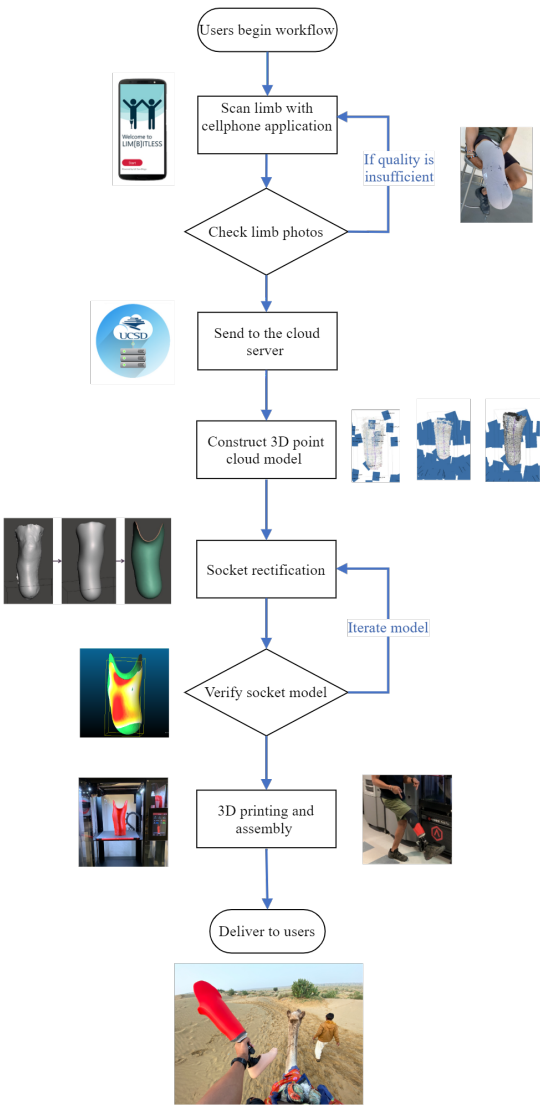 Users begin workflow
Scan limb with
cellphone application
Welcome to
LIM[B]ITLESS
Start
If quality is
insufficient
Check limb photos
UCSD
Send to the cloud
server
Construct 3D point
cloud model
Socket rectification
Iterate model
Verify socket model
3D printing and
assembly
Deliver to users